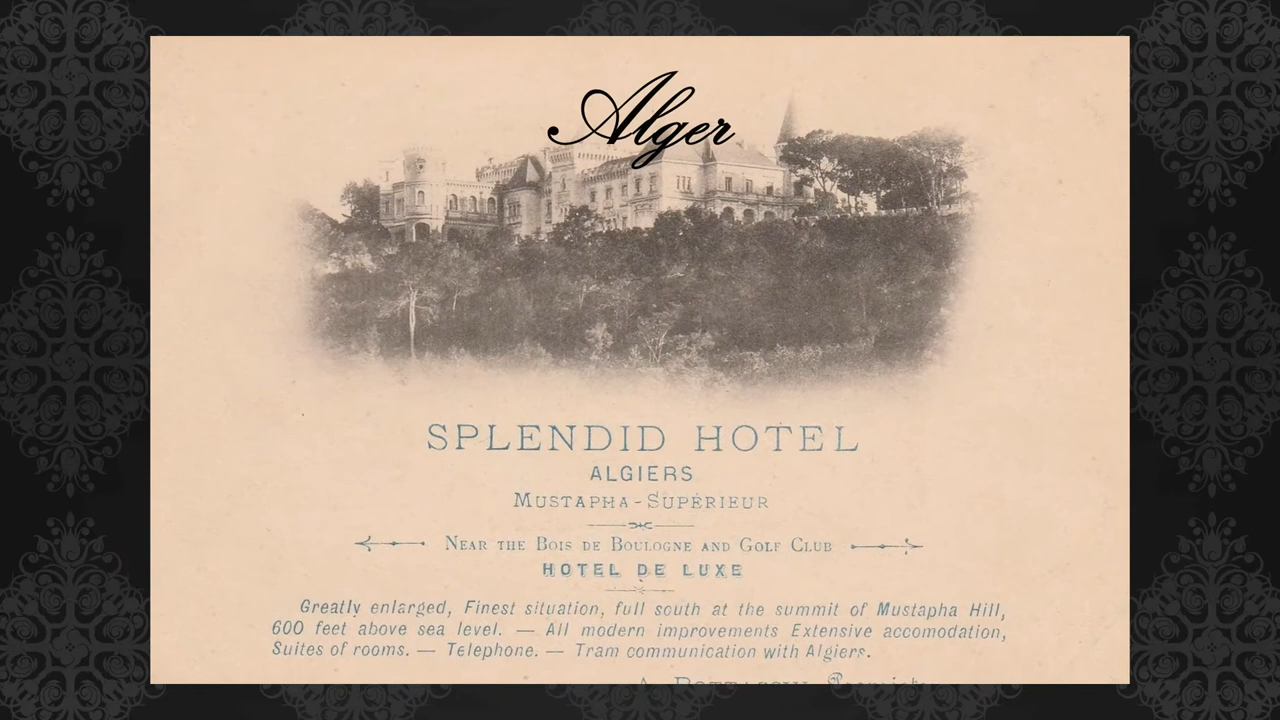 Alger
SPLENDID HOTEL
ALGIERS
MUSTAPHA-SUPÉRIEUR
NEAR THE BOIS DE BOULOGNE AND GOLF CLUB
HOTEL DE LUXE
Greatly enlarged, Finest situation, full south at the summit of Mustapha Hill,
600 feet above sea level. — All modern improvements Extensive accomodation,
Suites of rooms. — Telephone. — Tram communication with Algiers.